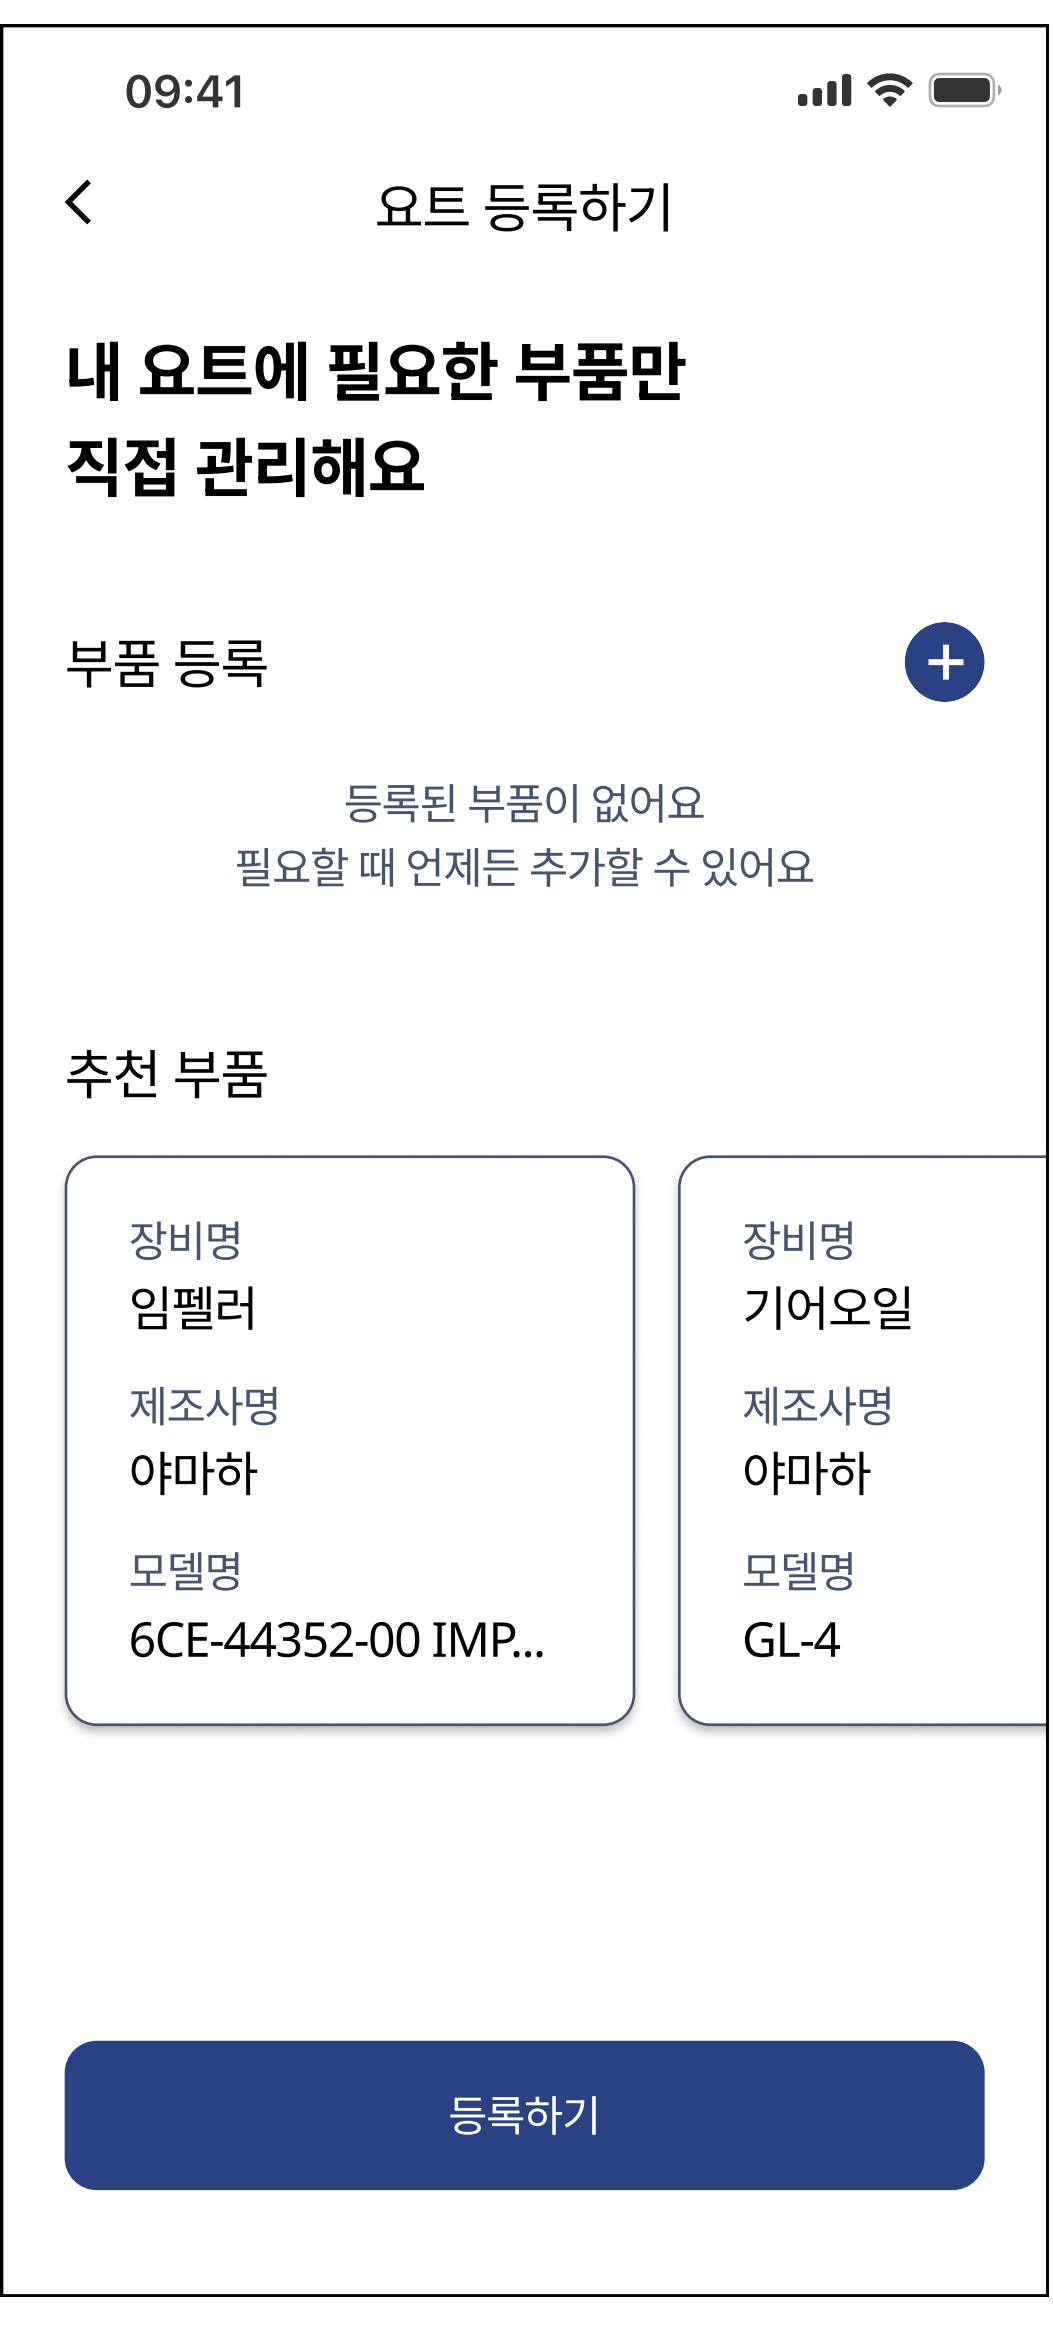 09:41
요트 등록하기
내 요트에 필요한 부품만
직접 관리해요
부품 등록
등록된 부품이 없어요
필요할 때 언제든 추가할 수 있어요
추천 부품
장비명
임펠러
제조사명
야마하
모델명
6CE-44352-00 IMP...
장비명
기어오일
제조사명
야마하
모델명
GL-4
등록하기